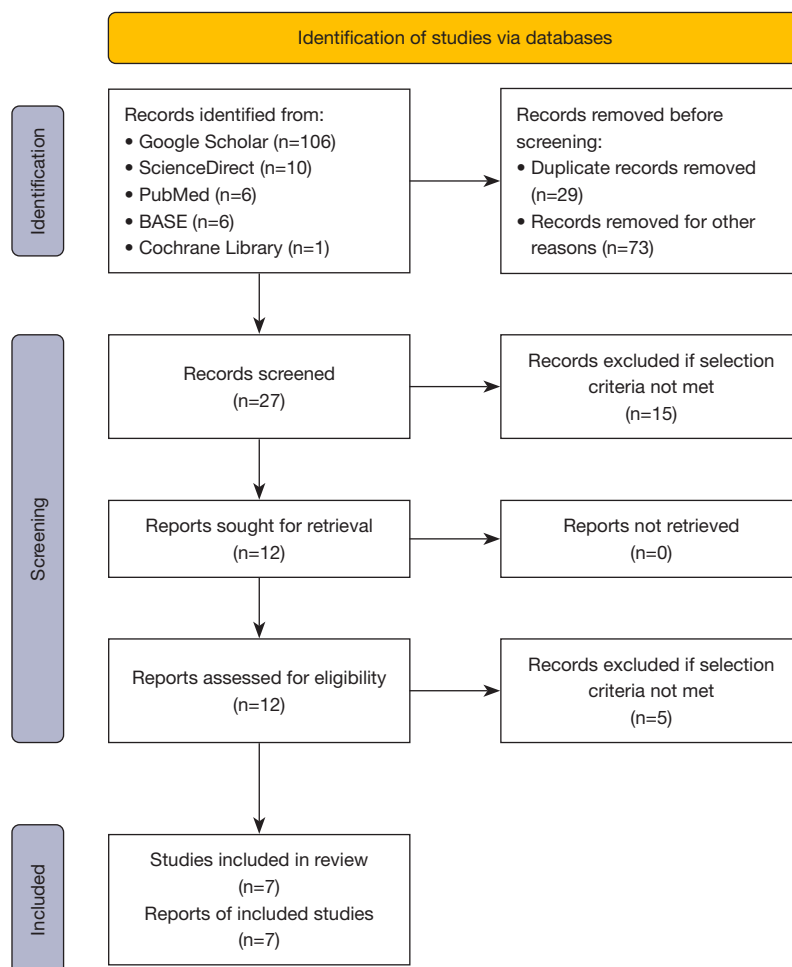 Identification of studies via databases
Identification
Records identified from:
• Google Scholar (n=106)
• ScienceDirect (n=10)
• PubMed (n=6)
• BASE (n=6)
• Cochrane Library (n=1)
Records removed before
screening:
• Duplicate records removed
(n=29)
• Records removed for other
reasons (n=73)
Screening
Records screened
(n=27)
Records excluded if selection
criteria not met
(n=15)
Reports sought for retrieval
(n=12)
Reports not retrieved
(n=0)
Reports assessed for eligibility
(n=12)
Records excluded if selection
criteria not met
(n=5)
Included
Studies included in review
(n=7)
Reports of included studies
(n=7)